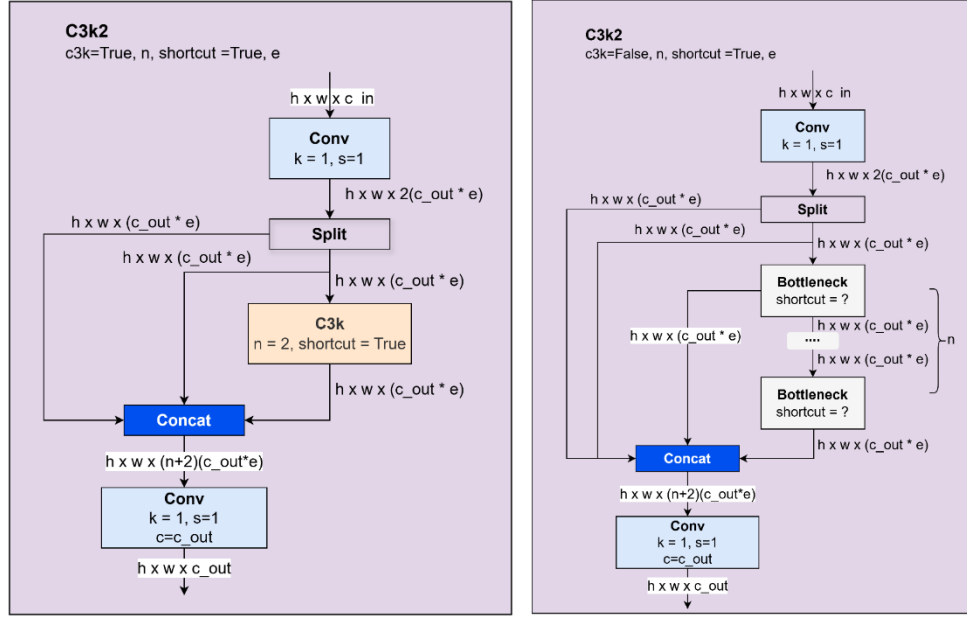 C3k2
c3k=True, n, shortcut =True, e
h x w x c_in
Conv
k = 1, s=1
h x w x 2(c_out * e)
h x w x (c_out * e)
Split
h x w x (c_out * e)
h x w x (c_out * e)
C3k
n = 2, shortcut = True
h x w x (c_out * e)
Concat
h x w x (n+2)(c_out*e)
Conv
k = 1, s=1
c=c_out
h x w x c_out
C3k2
c3k=False, n, shortcut =True, e
h x w x c_in
Conv
k = 1, s=1
h x w x 2(c_out * e)
h x w x (c_out * e)
Split
h x w x (c_out * e)
h x w x (c_out * e)
Bottleneck
shortcut = ?
h x w x (c_out * e)
h x w x (c_out * e)
....
n
h x w x (c_out * e)
Bottleneck
shortcut = ?
h x w x (c_out * e)
Concat
h x w x (n+2)(c_out*e)
Conv
k = 1, s=1
c=c_out
h x w x c_out